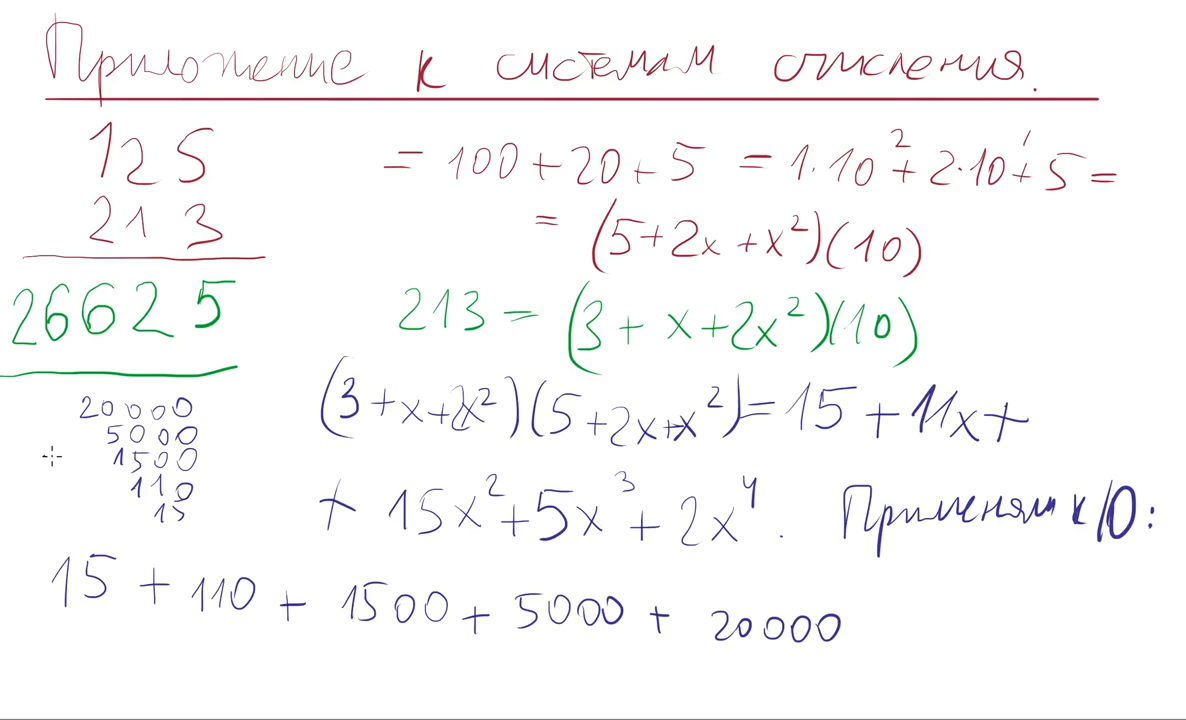 Приложение к системам счисления.
125 = 100 + 20 + 5 = 1·10² + 2·10¹ + 5 =
213 = (5+2x+x²)(10)
26625 213 = (3 + x + 2x²)(10)
20000 (3+x+2x²)(5+2x+x²) = 15 + 11x +
5000
1500
110 + 15x² + 5x³ + 2x⁴. Применям к 10:
15
15 + 110 + 1500 + 5000 + 20000